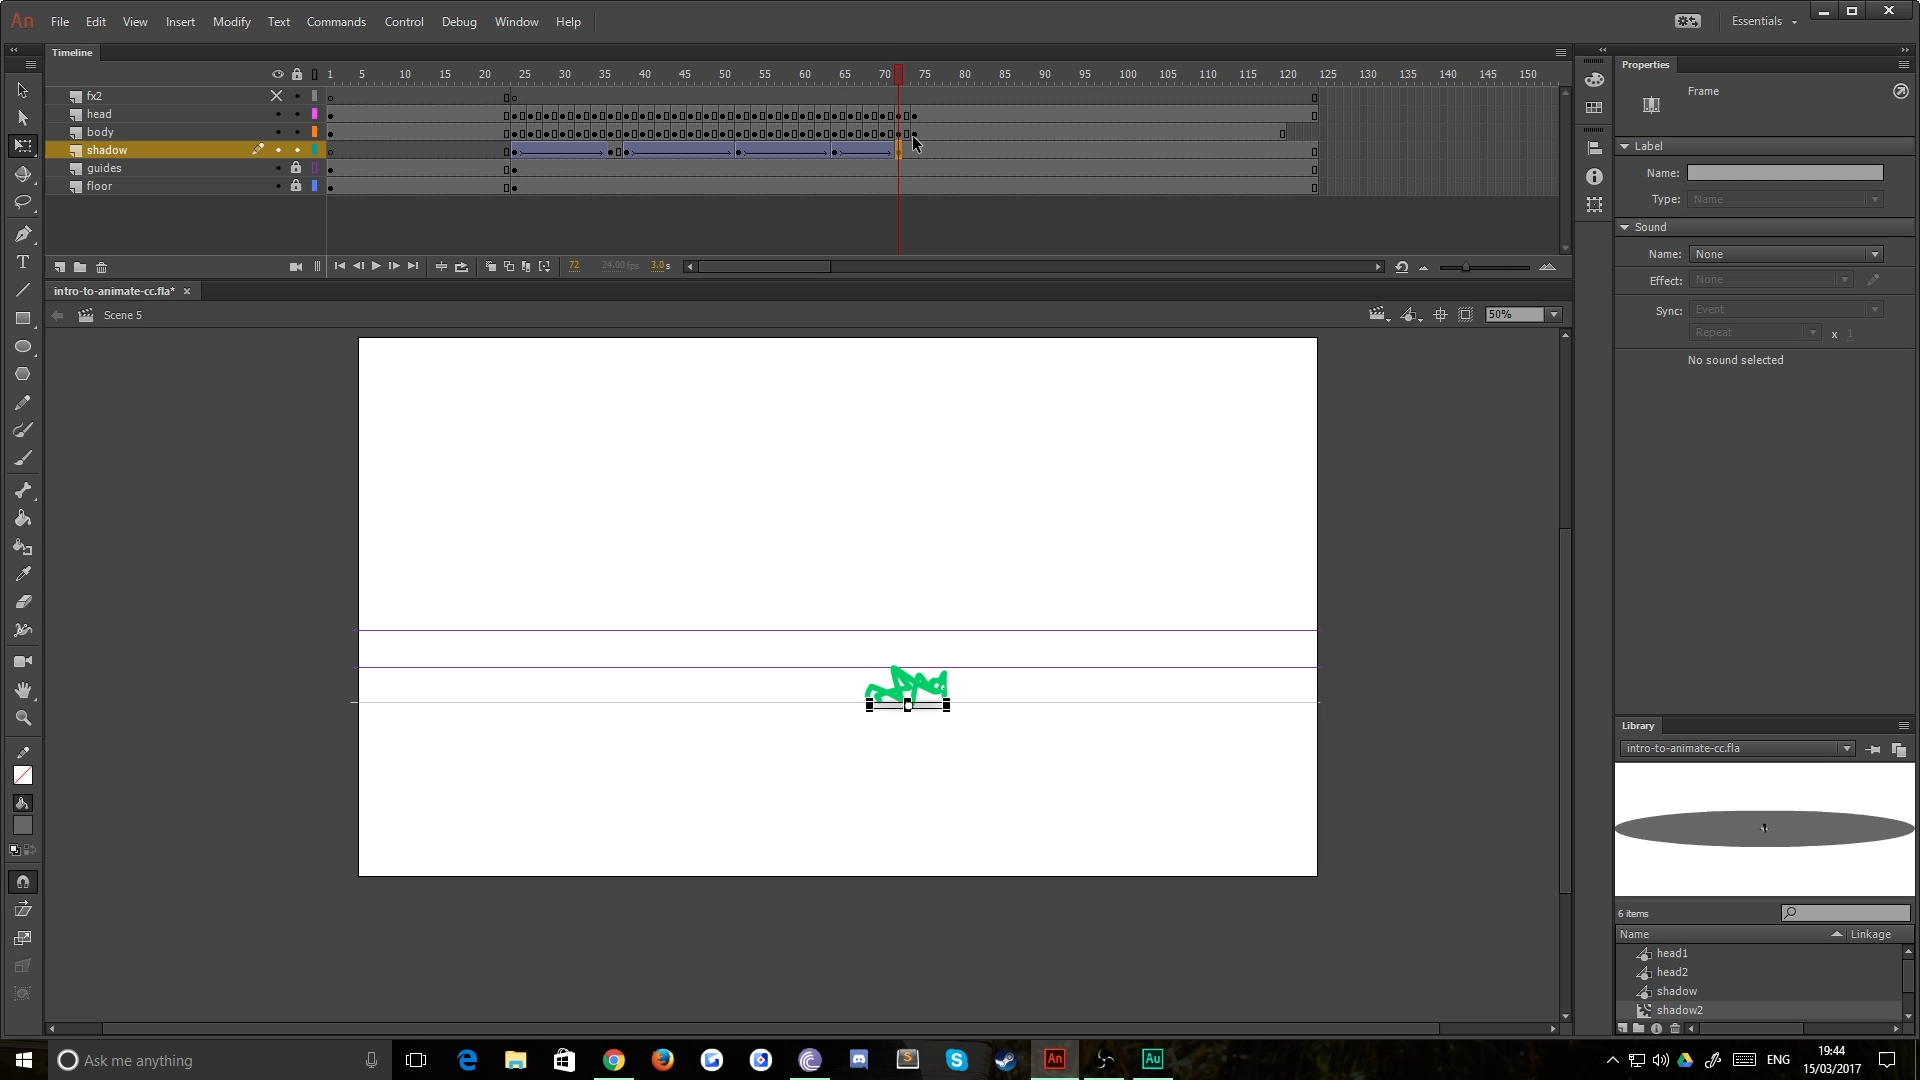 An File Edit View Insert Modify Text Commands Control Debug Window Help Essentials
Timeline
1 5 10 15 20 25 30 35 40 45 50 55 60 65 70 75 80 85 90 95 100 105 110 115 120 125 130 135 140 145 150
fx2
head
body
shadow
guides
floor
72 24.00 fps 3.0 s
intro-to-animate-cc.fla*
Scene 5
50%
Properties
Frame
Label
Name:
Type: Name
Sound
Name: None
Effect: None
Sync: Event
Repeat x 1
No sound selected
Library
intro-to-animate-cc.fla
6 items
Name Linkage
head1
head2
shadow
shadow2
Ask me anything
An
Au
ENG
19:44
15/03/2017